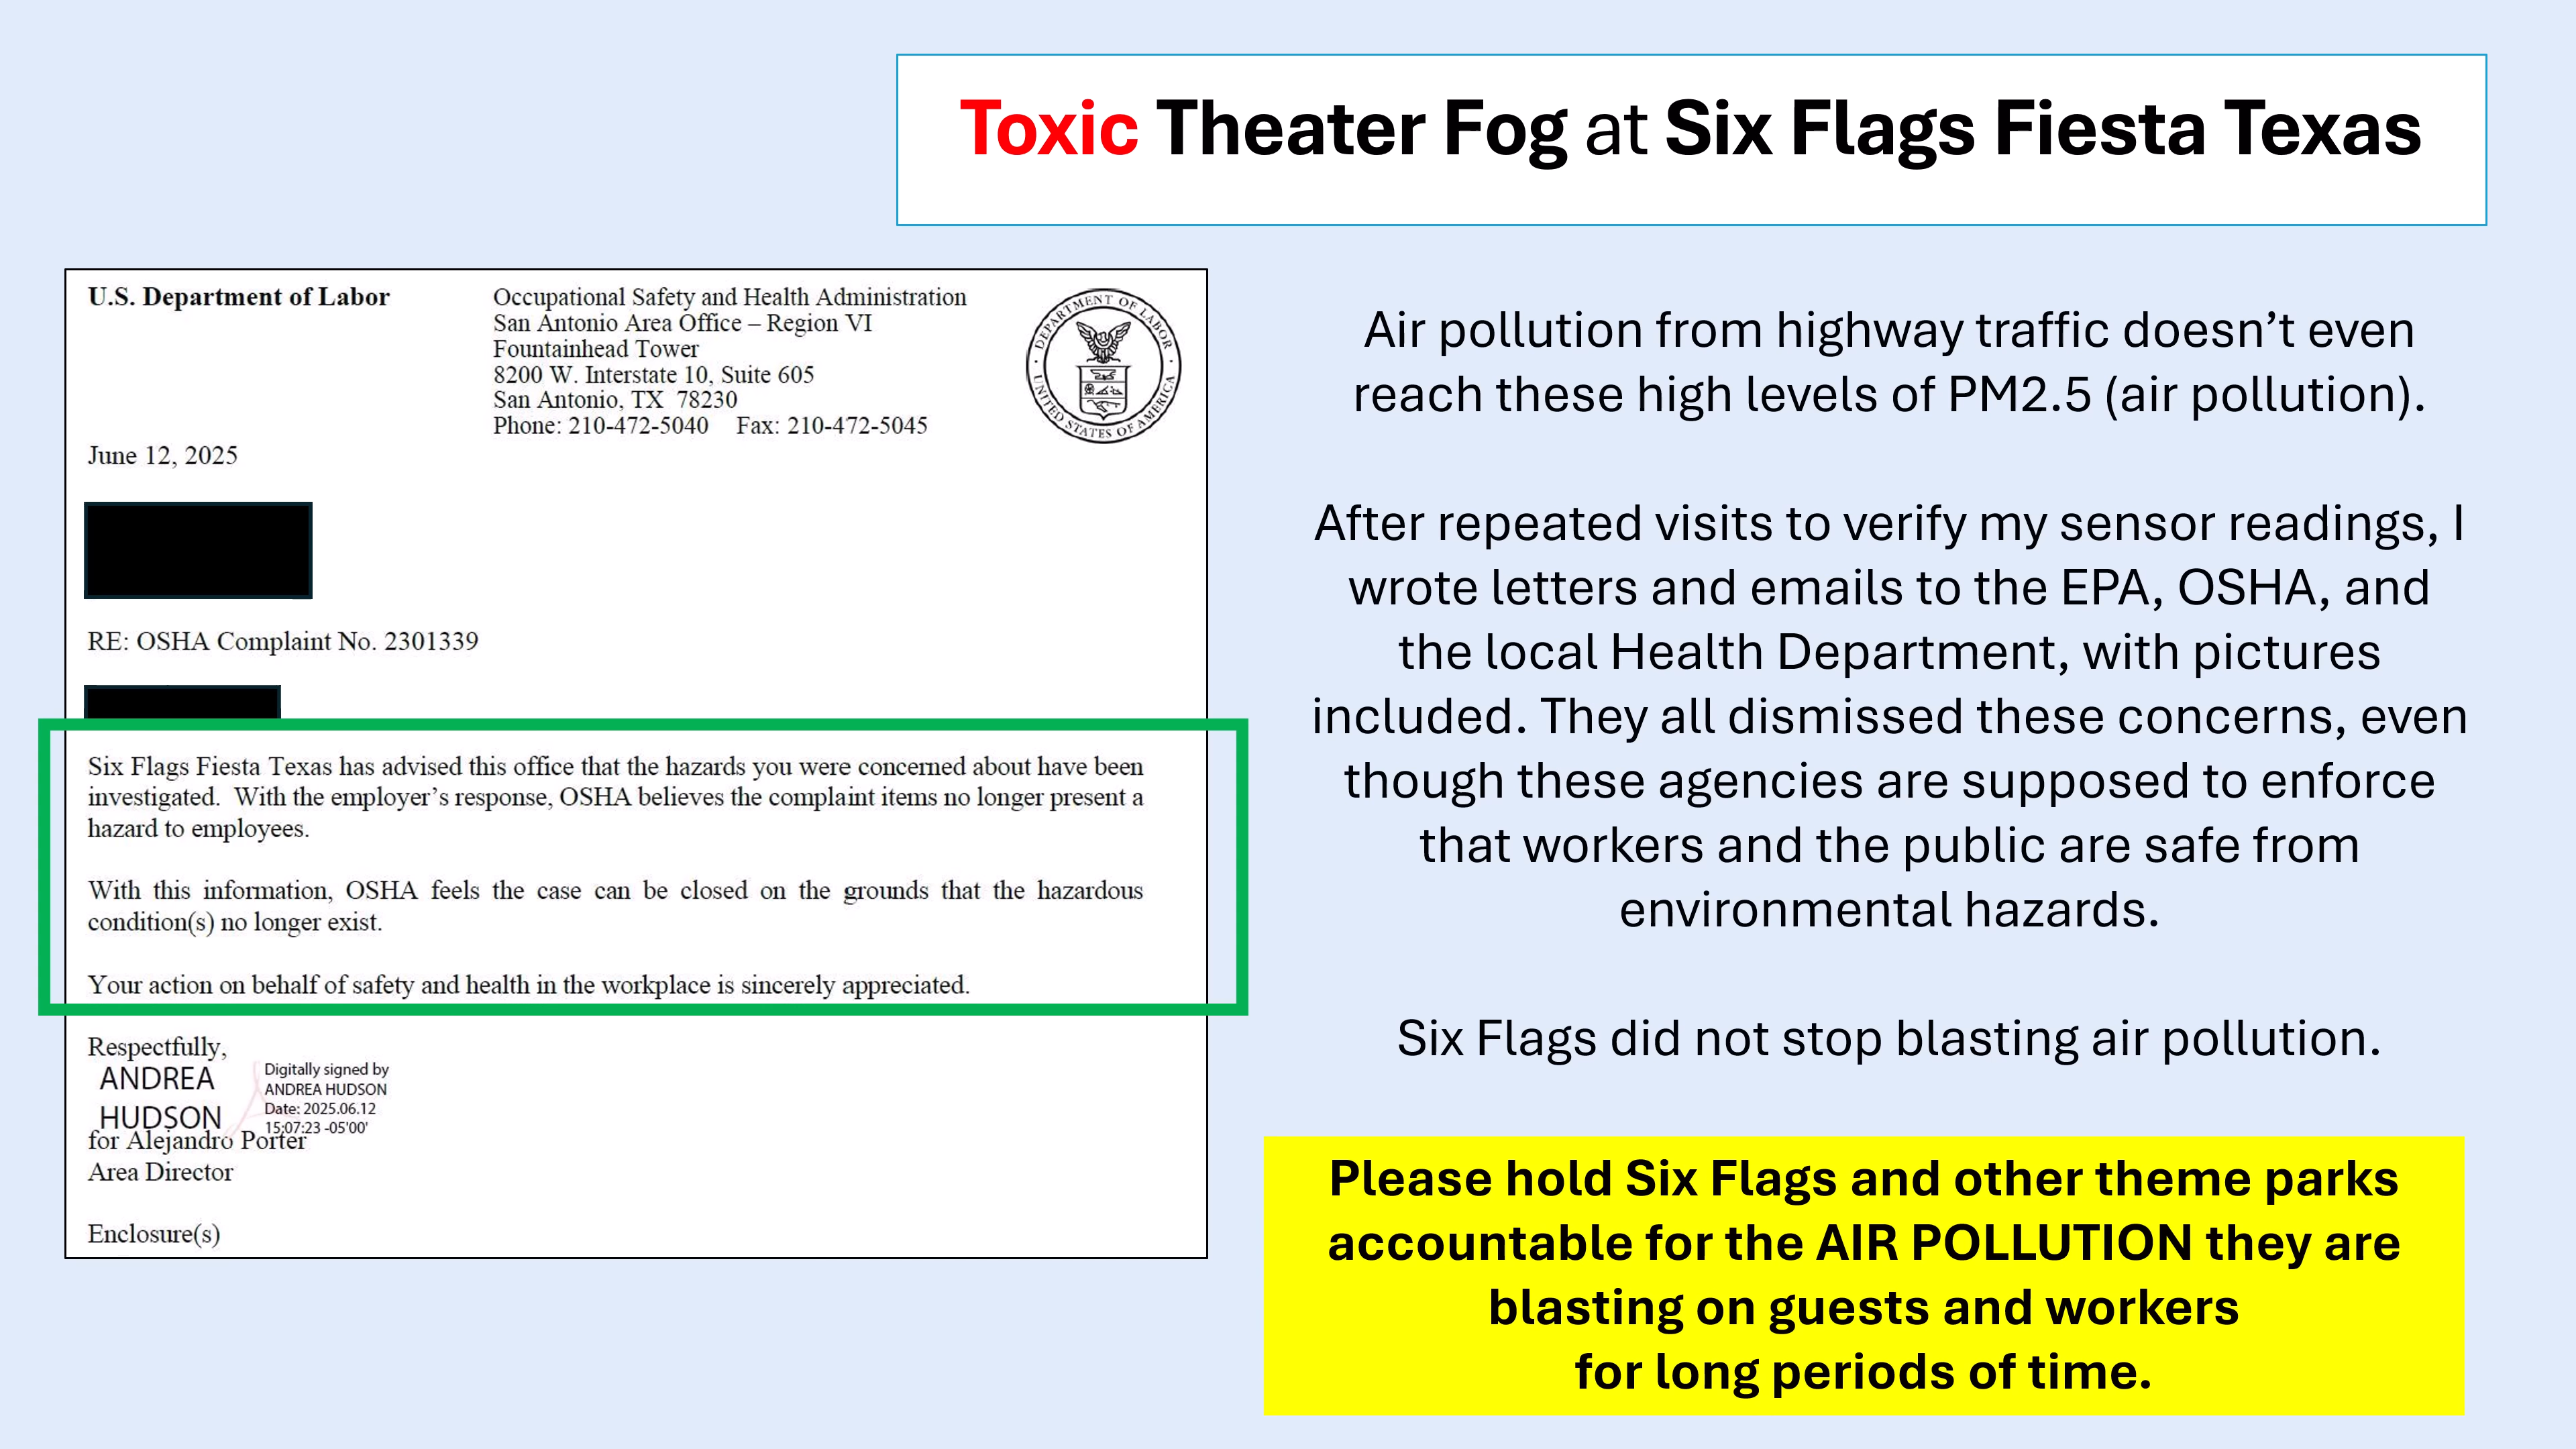 Toxic Theater Fog at Six Flags Fiesta Texas
U.S. Department of Labor
Occupational Safety and Health Administration
San Antonio Area Office – Region VI
Fountainhead Tower
8200 W. Interstate 10, Suite 605
San Antonio, TX  78230
Phone: 210-472-5040    Fax: 210-472-5045
DEPARTMENT OF LABOR
UNITED STATES OF AMERICA
June 12, 2025
RE: OSHA Complaint No. 2301339
Six Flags Fiesta Texas has advised this office that the hazards you were concerned about have been
investigated.  With the employer's response, OSHA believes the complaint items no longer present a
hazard to employees.
With this information, OSHA feels the case can be closed on the grounds that the hazardous
condition(s) no longer exist.
Your action on behalf of safety and health in the workplace is sincerely appreciated.
Respectfully,
ANDREA
HUDSON
Digitally signed by
ANDREA HUDSON
Date: 2025.06.12
15:07:23 -05'00'
for Alejandro Porter
Area Director
Enclosure(s)
Air pollution from highway traffic doesn't even
reach these high levels of PM2.5 (air pollution).
After repeated visits to verify my sensor readings, I
wrote letters and emails to the EPA, OSHA, and
the local Health Department, with pictures
included. They all dismissed these concerns, even
though these agencies are supposed to enforce
that workers and the public are safe from
environmental hazards.
Six Flags did not stop blasting air pollution.
Please hold Six Flags and other theme parks
accountable for the AIR POLLUTION they are
blasting on guests and workers
for long periods of time.